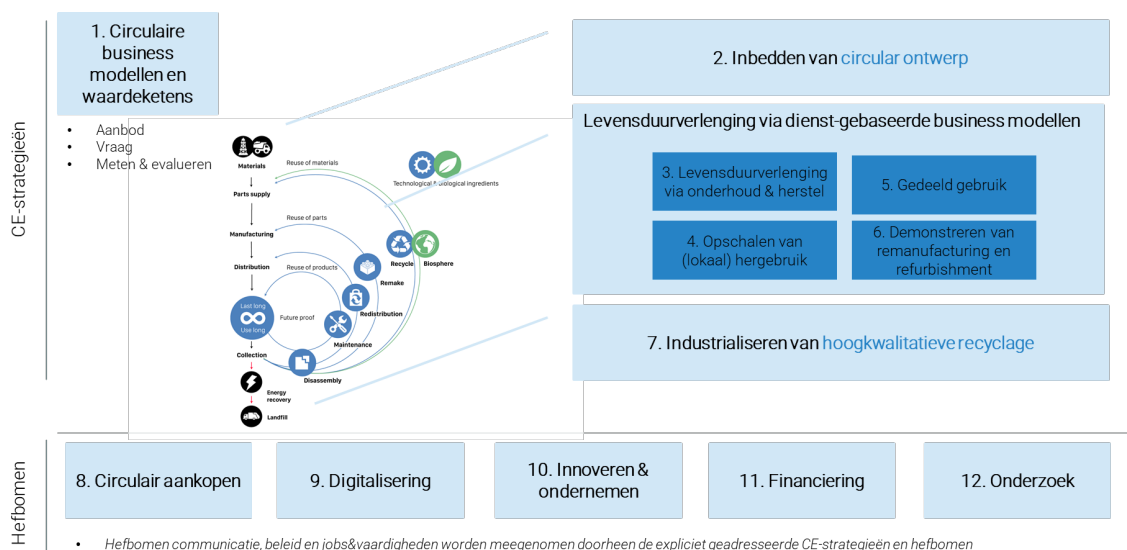 CE-strategieën
1. Circulaire
business
modellen en
waardeketens
• Aanbod
• Vraag
• Meten & evalueren
Materials
Parts supply
Manufacturing
Distribution
Last long
Use long
Collection
Energy
recovery
Landfill
Reuse of materials
Reuse of parts
Reuse of products
Future proof
Technological & Biological ingredients
Recycle
Biosphere
Remake
Redistribution
Maintenance
Disassembly
2. Inbedden van circular ontwerp
Levensduurverlenging via dienst-gebaseerde business modellen
3. Levensduurverlenging
via onderhoud & herstel
5. Gedeeld gebruik
4. Opschalen van
(lokaal) hergebruik
6. Demonstreren van
remanufacturing en
refurbishment
7. Industrialiseren van hoogkwalitatieve recyclage
Hefbomen
8. Circulair aankopen
9. Digitalisering
10. Innoveren &
ondernemen
11. Financiering
12. Onderzoek
• Hefbomen communicatie, beleid en jobs&vaardigheden worden meegenomen doorheen de expliciet geadresseerde CE-strategieën en hefbomen